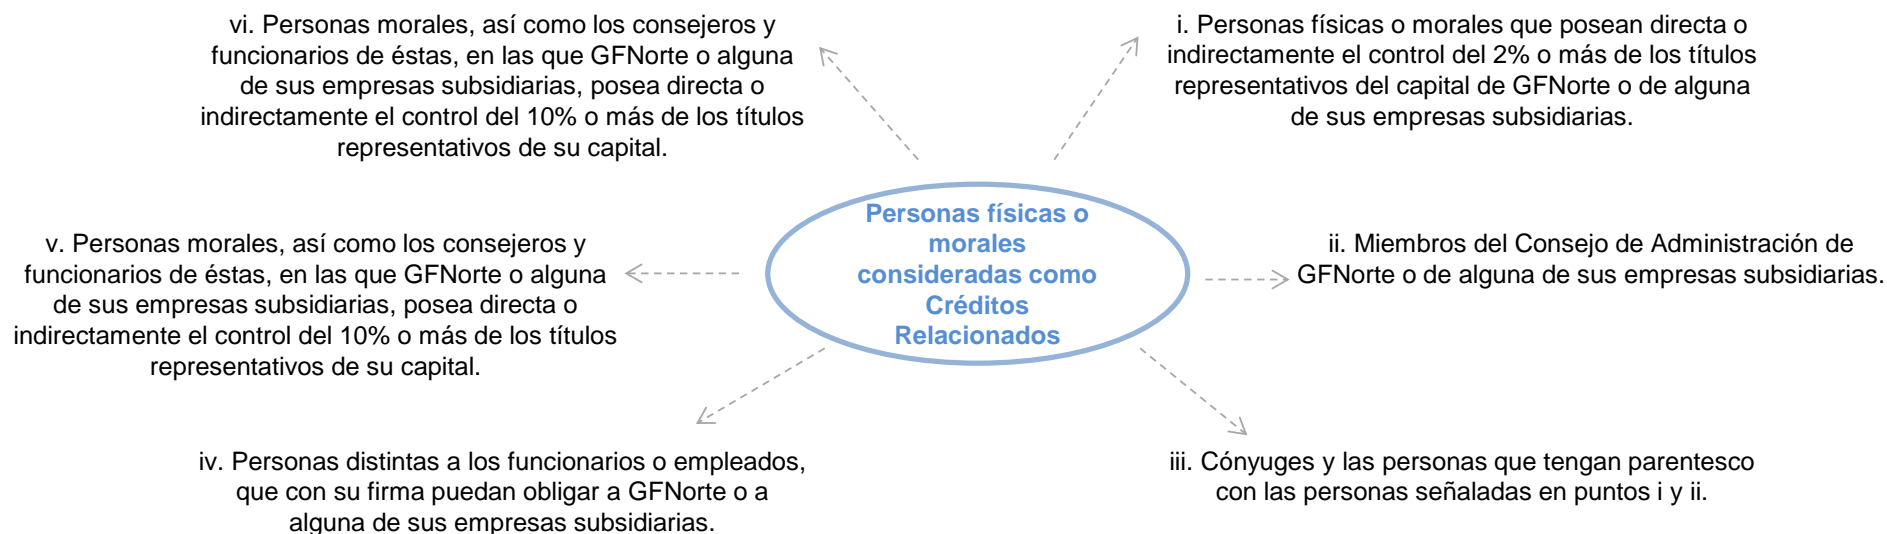 vi. Personas morales, así como los consejeros y
funcionarios de éstas, en las que GFNorte o alguna
de sus empresas subsidiarias, posea directa o
indirectamente el control del 10% o más de los títulos
representativos de su capital.
i. Personas físicas o morales que posean directa o
indirectamente el control del 2% o más de los títulos
representativos del capital de GFNorte o de alguna
de sus empresas subsidiarias.
Personas físicas o
morales
consideradas como
Créditos
Relacionados
v. Personas morales, así como los consejeros y
funcionarios de éstas, en las que GFNorte o alguna
de sus empresas subsidiarias, posea directa o
indirectamente el control del 10% o más de los títulos
representativos de su capital.
ii. Miembros del Consejo de Administración de
GFNorte o de alguna de sus empresas subsidiarias.
iv. Personas distintas a los funcionarios o empleados,
que con su firma puedan obligar a GFNorte o a
alguna de sus empresas subsidiarias.
iii. Cónyuges y las personas que tengan parentesco
con las personas señaladas en puntos i y ii.